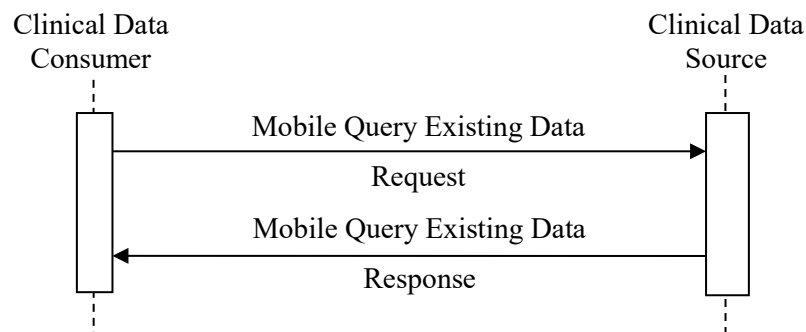 Clinical Data
Consumer
Clinical Data
Source
Mobile Query Existing Data
Request
Mobile Query Existing Data
Response